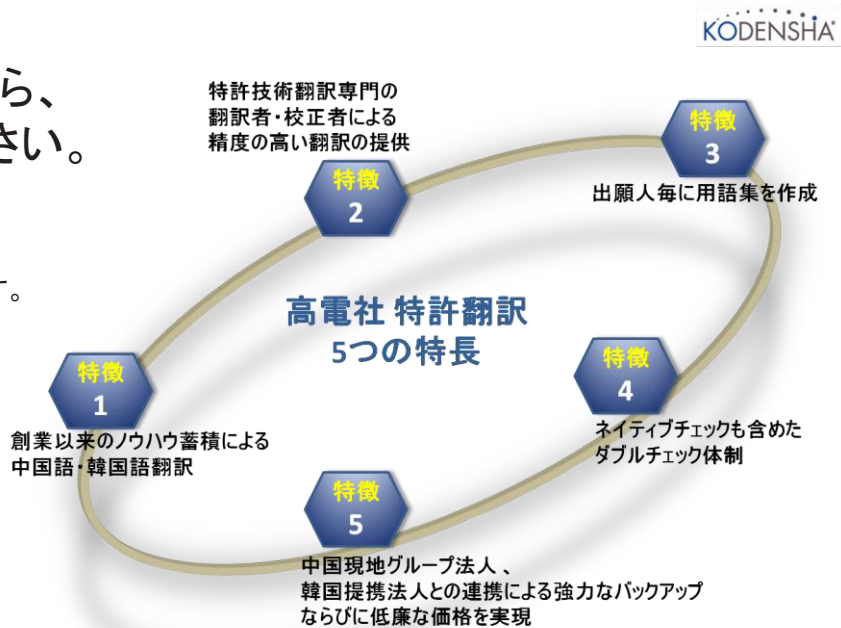 KODENSHA
ら、
さい。
す。
特許技術翻訳専門の
翻訳者・校正者による
精度の高い翻訳の提供
特徴
2
特徴
3
出願人毎に用語集を作成
高電社 特許翻訳
5つの特長
特徴
1
創業以来のノウハウ蓄積による
中国語・韓国語翻訳
特徴
4
ネイティブチェックも含めた
ダブルチェック体制
特徴
5
中国現地グループ法人、
韓国提携法人との連携による強力なバックアップ
ならびに低廉な価格を実現